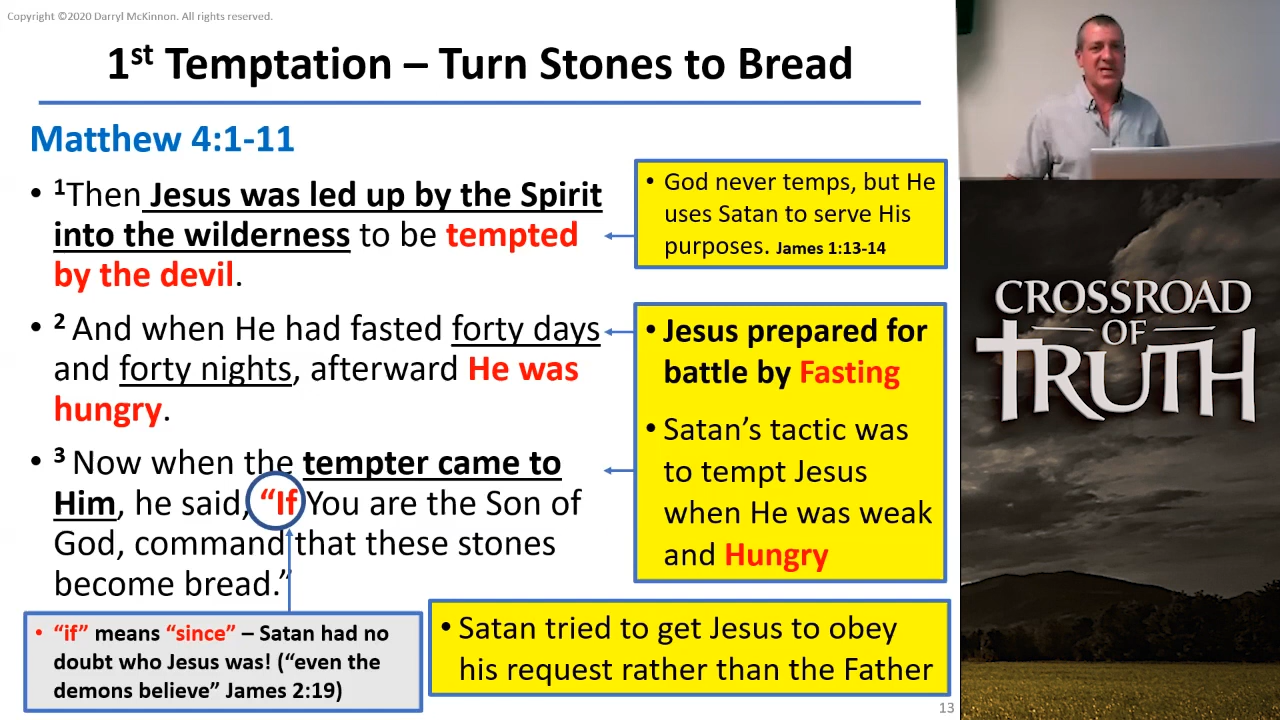 Copyright ©2020 Darryl McKinnon. All rights reserved.
1st Temptation – Turn Stones to Bread
Matthew 4:1-11
• 1Then Jesus was led up by the Spirit
into the wilderness to be tempted
by the devil.
• 2 And when He had fasted forty days
and forty nights, afterward He was
hungry.
• 3 Now when the tempter came to
Him, he said, “If You are the Son of
God, command that these stones
become bread.”
• God never temps, but He
uses Satan to serve His
purposes. James 1:13-14
• Jesus prepared for
battle by Fasting
• Satan’s tactic was
to tempt Jesus
when He was weak
and Hungry
• “if” means “since” – Satan had no
doubt who Jesus was! (“even the
demons believe” James 2:19)
• Satan tried to get Jesus to obey
his request rather than the Father
13
CROSSROAD
OF
TRUTH